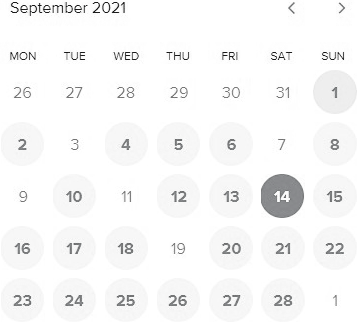 September 2021
MON TUE WED THU FRI SAT SUN
26 27 28 29 30 31 1
2 3 4 5 6 7 8
9 10 11 12 13 14 15
16 17 18 19 20 21 22
23 24 25 26 27 28 1